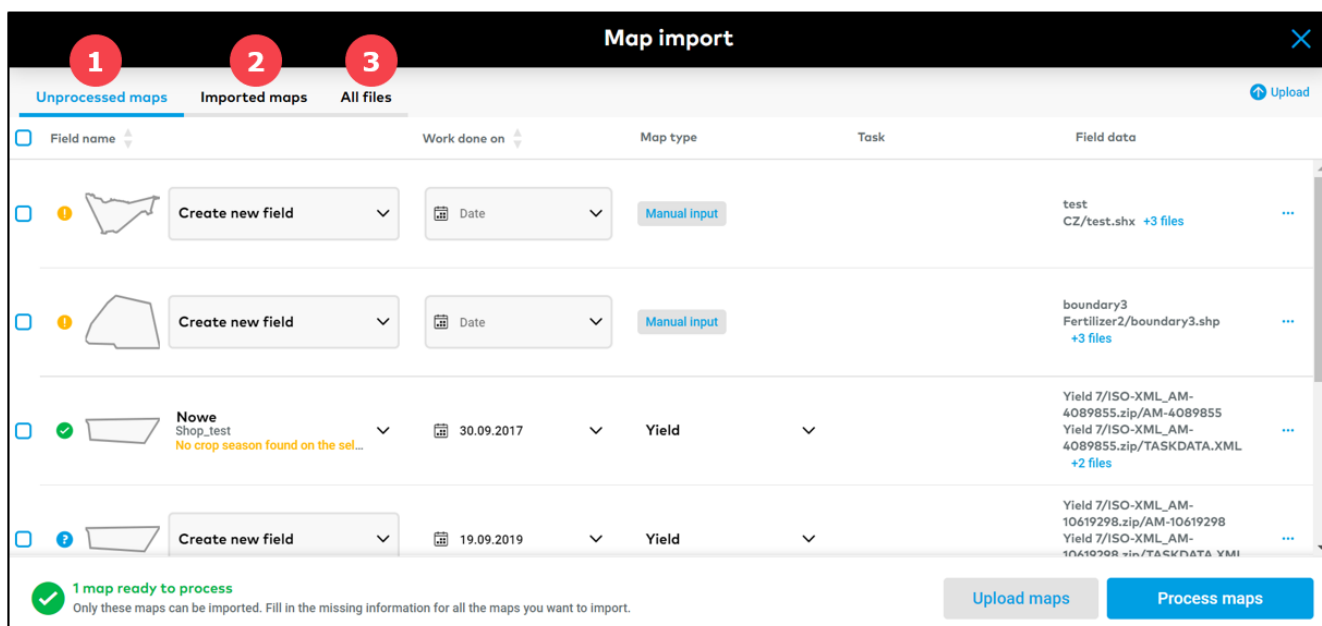 Map import
1
2
3
Unprocessed maps
Imported maps
All files
Upload
Field name
Work done on
Map type
Task
Field data
Create new field
Date
Manual input
test
CZ/test.shx +3 files
...
Create new field
Date
Manual input
boundary3
Fertilizer2/boundary3.shp
+3 files
...
Nowe
Shop_test
No crop season found on the sel...
30.09.2017
Yield
Yield 7/ISO-XML_AM-
4089855.zip/AM-4089855
Yield 7/ISO-XML_AM-
4089855.zip/TASKDATA.XML
+2 files
...
Create new field
19.09.2019
Yield
Yield 7/ISO-XML_AM-
10619298.zip/AM-10619298
Yield 7/ISO-XML_AM-
10619298.zip/TASKDATA.XML
...
1 map ready to process
Only these maps can be imported. Fill in the missing information for all the maps you want to import.
Upload maps
Process maps